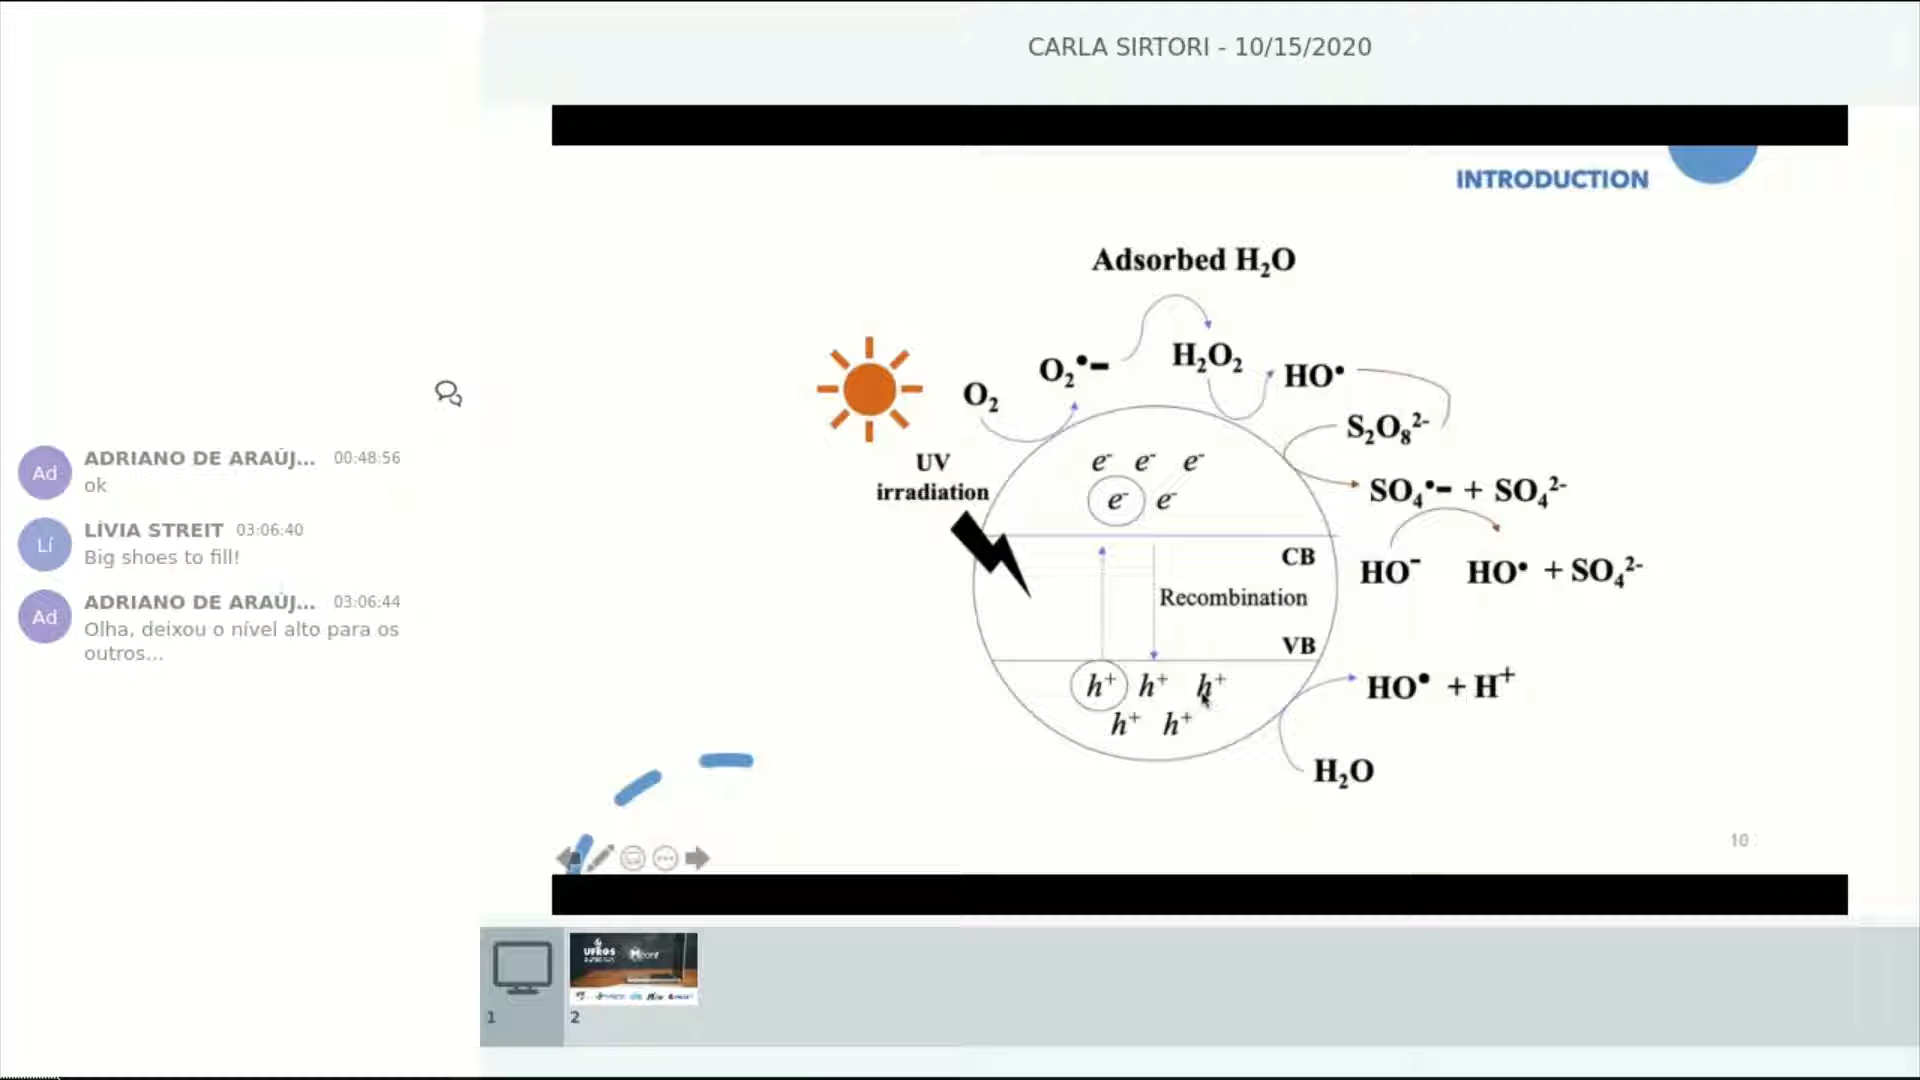 CARLA SIRTORI - 10/15/2020
ADRIANO DE ARAÚJ... 00:48:56
ok
LÍVIA STREIT 03:06:40
Big shoes to fill!
ADRIANO DE ARAÚJ... 03:06:44
Olha, deixou o nível alto para os
outros...
INTRODUCTION
Adsorbed H₂O
O₂
O₂•−
H₂O₂
HO•
S₂O₈²⁻
UV
irradiation
e⁻ e⁻ e⁻
e⁻ e⁻
SO₄•− + SO₄²⁻
CB
HO⁻ HO• + SO₄²⁻
Recombination
VB
h⁺ h⁺ h⁺
h⁺ h⁺
HO• + H⁺
H₂O
10
UFRGS
1
2